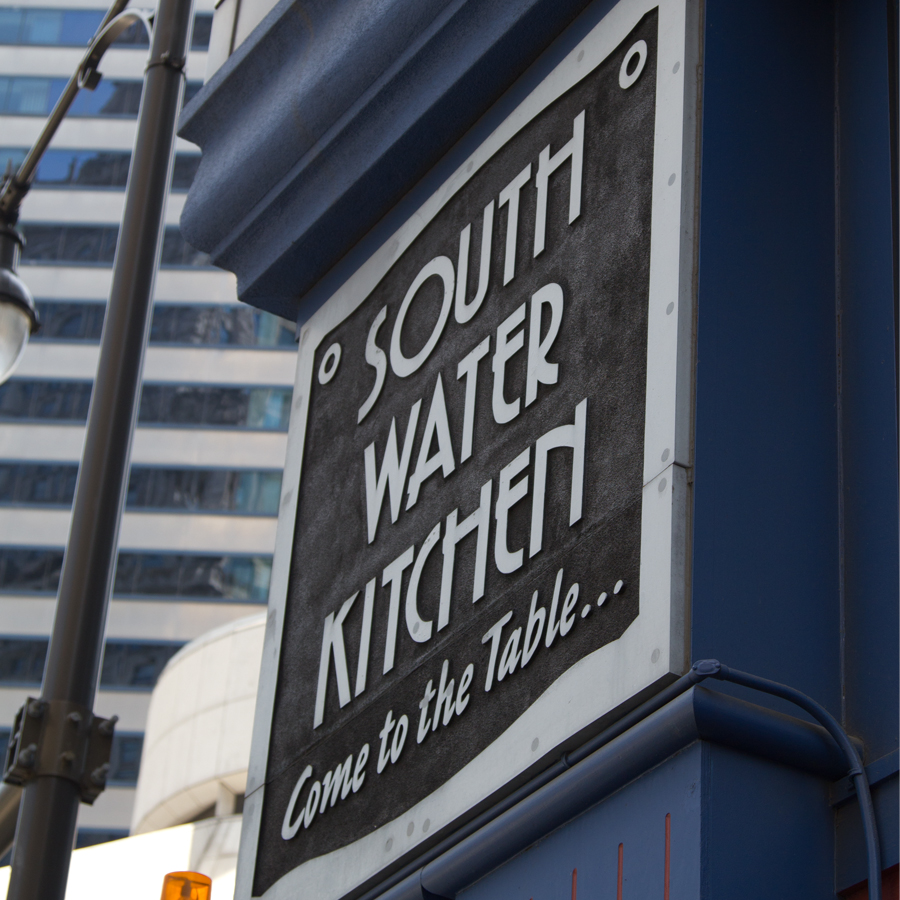 SOUTH
WATER
KITCHEN
Come to the Table...